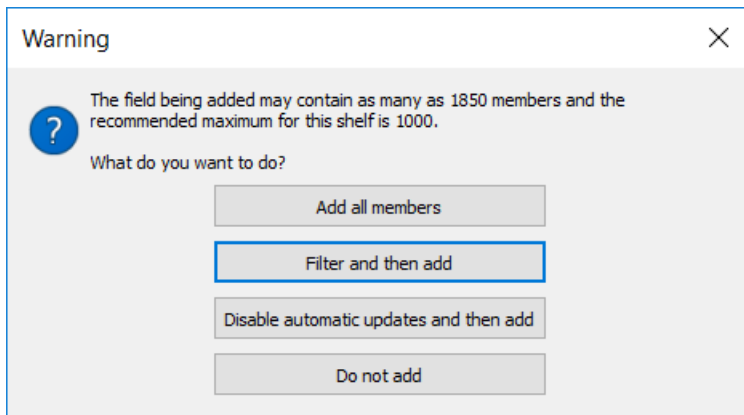 Warning
The field being added may contain as many as 1850 members and the
recommended maximum for this shelf is 1000.
What do you want to do?
Add all members
Filter and then add
Disable automatic updates and then add
Do not add